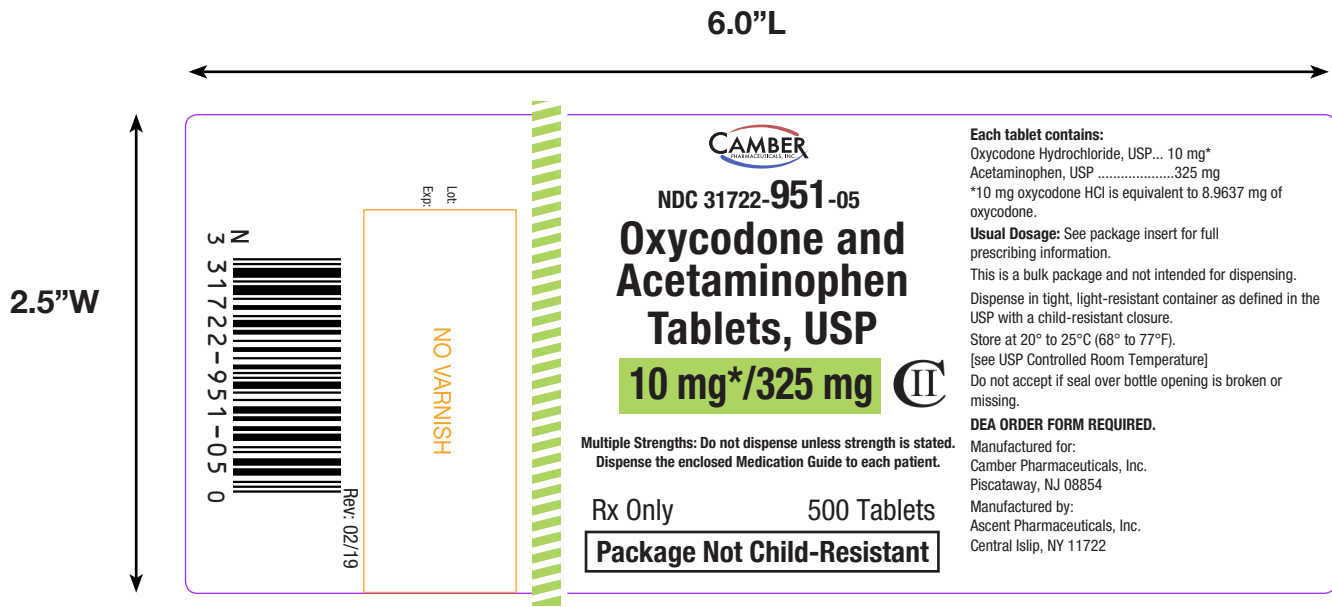 6.0”L
2.5”W
N
3 31722-951-05 0
Rev: 02/19
Lot:
Exp:
NO VARNISH
CAMBER
PHARMACEUTICALS, INC.
NDC 31722-951-05
Oxycodone and
Acetaminophen
Tablets, USP
10 mg*/325 mg
CII
Multiple Strengths: Do not dispense unless strength is stated.
Dispense the enclosed Medication Guide to each patient.
Rx Only 500 Tablets
Package Not Child-Resistant
Each tablet contains:
Oxycodone Hydrochloride, USP... 10 mg*
Acetaminophen, USP ...................325 mg
*10 mg oxycodone HCl is equivalent to 8.9637 mg of
oxycodone.
Usual Dosage: See package insert for full
prescribing information.
This is a bulk package and not intended for dispensing.
Dispense in tight, light-resistant container as defined in the
USP with a child-resistant closure.
Store at 20° to 25°C (68° to 77°F).
[see USP Controlled Room Temperature]
Do not accept if seal over bottle opening is broken or
missing.
DEA ORDER FORM REQUIRED.
Manufactured for:
Camber Pharmaceuticals, Inc.
Piscataway, NJ 08854
Manufactured by:
Ascent Pharmaceuticals, Inc.
Central Islip, NY 11722